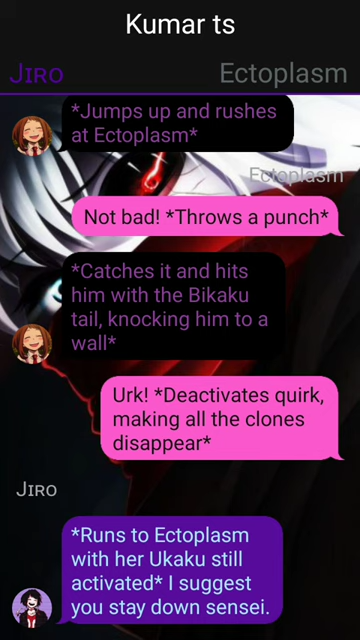 Kumar ts
Jiro Ectoplasm
*Jumps up and rushes
at Ectoplasm*
Ectoplasm
Not bad! *Throws a punch*
*Catches it and hits
him with the Bikaku
tail, knocking him to a
wall*
Urk! *Deactivates quirk,
making all the clones
disappear*
Jiro
*Runs to Ectoplasm
with her Ukaku still
activated* I suggest
you stay down sensei.